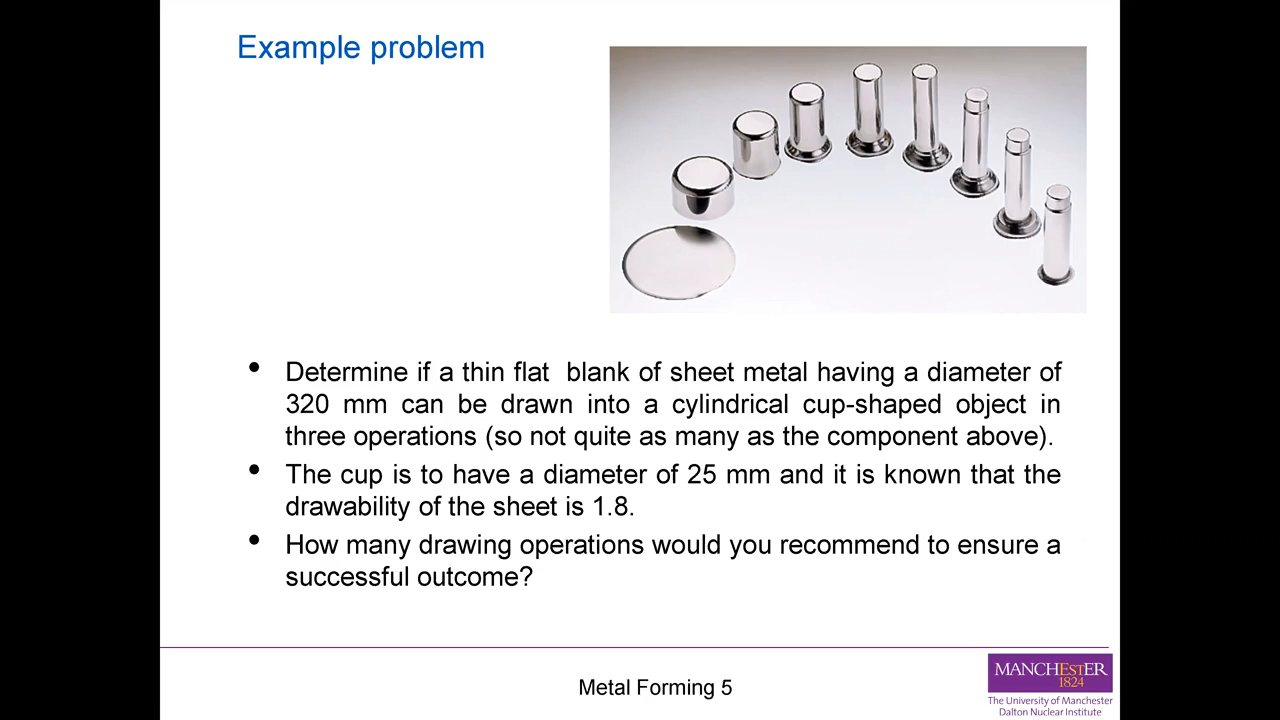 Example problem
• Determine if a thin flat blank of sheet metal having a diameter of
320 mm can be drawn into a cylindrical cup-shaped object in
three operations (so not quite as many as the component above).
• The cup is to have a diameter of 25 mm and it is known that the
drawability of the sheet is 1.8.
• How many drawing operations would you recommend to ensure a
successful outcome?
Metal Forming 5
MANCHESTER
1824
The University of Manchester
Dalton Nuclear Institute